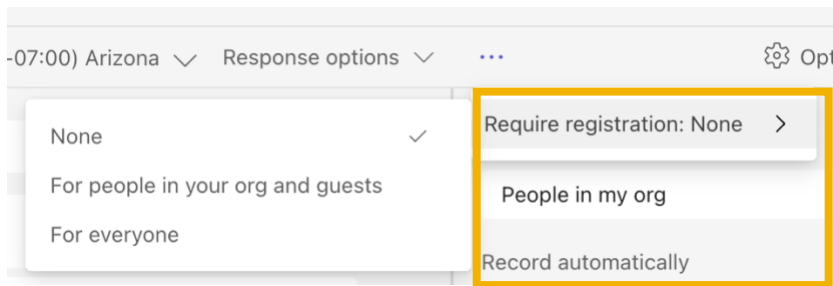 -07:00) Arizona Response options ... Opt
None
For people in your org and guests
For everyone
Require registration: None
People in my org
Record automatically